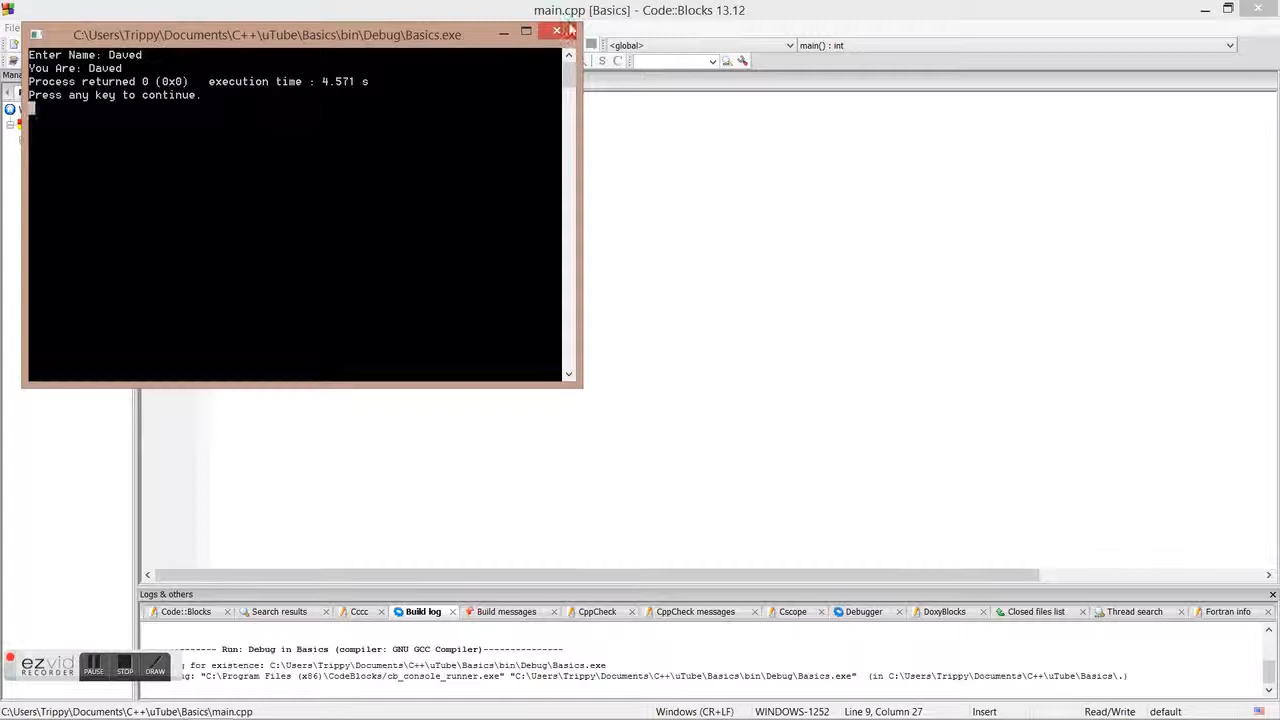 main.cpp [Basics] - Code::Blocks 13.12
C:\Users\Trippy\Documents\C++\uTube\Basics\bin\Debug\Basics.exe
Enter Name: Daved
You Are: Daved
Process returned 0 (0x0)   execution time : 4.571 s
Press any key to continue.
<global>
main() : int
S C
Logs & others
Code::Blocks
Search results
Cccc
Build log
Build messages
CppCheck
CppCheck messages
Cscope
Debugger
DoxyBlocks
Closed files list
Thread search
Fortran info
Run: Debug in Basics (compiler: GNU GCC Compiler)---------------
for existence: C:\Users\Trippy\Documents\C++\uTube\Basics\bin\Debug\Basics.exe
"C:\Program Files (x86)\CodeBlocks/cb_console_runner.exe" "C:\Users\Trippy\Documents\C++\uTube\Basics\bin\Debug\Basics.exe"  (in C:\Users\Trippy\Documents\C++\uTube\Basics\.)
ezvid
RECORDER
PAUSE
STOP
DRAW
C:\Users\Trippy\Documents\C++\uTube\Basics\main.cpp
Windows (CR+LF)
WINDOWS-1252
Line 9, Column 27
Insert
Read/Write
default